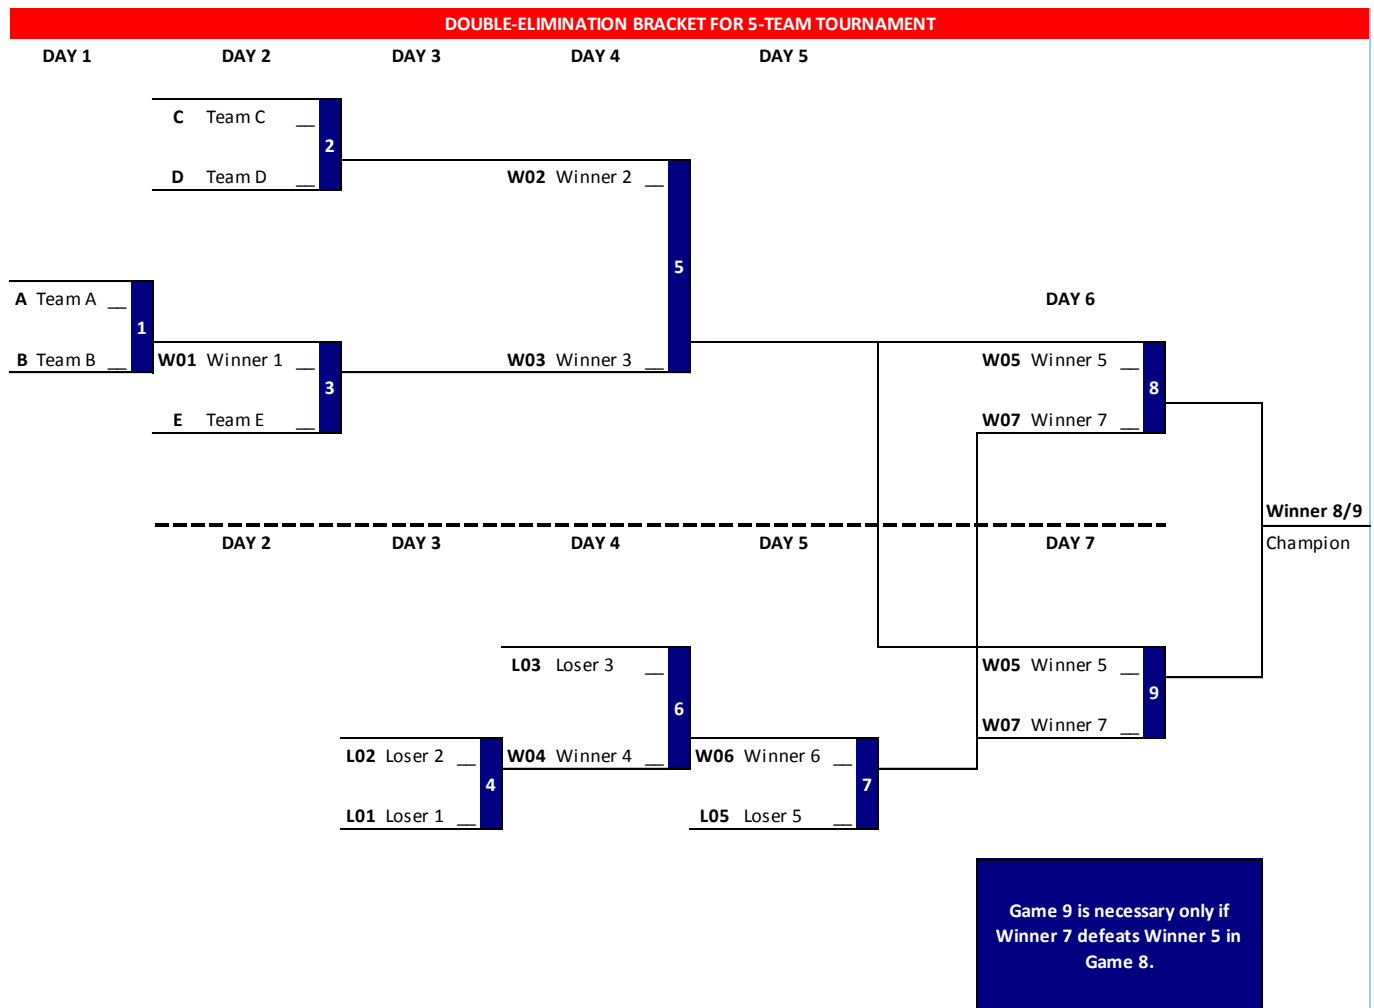 DOUBLE-ELIMINATION BRACKET FOR 5-TEAM TOURNAMENT
DAY 1 DAY 2 DAY 3 DAY 4 DAY 5
C Team C __
2
D Team D __
W02 Winner 2 __
5
A Team A __
1
B Team B __
W01 Winner 1 __
3
E Team E __
W03 Winner 3 __
DAY 6
W05 Winner 5 __
8
W07 Winner 7 __
Winner 8/9
Champion
DAY 2 DAY 3 DAY 4 DAY 5 DAY 7
L03 Loser 3 __
6
W04 Winner 4 __
L02 Loser 2 __
4
L01 Loser 1 __
W06 Winner 6 __
7
L05 Loser 5 __
W05 Winner 5 __
9
W07 Winner 7 __
Game 9 is necessary only if
Winner 7 defeats Winner 5 in
Game 8.